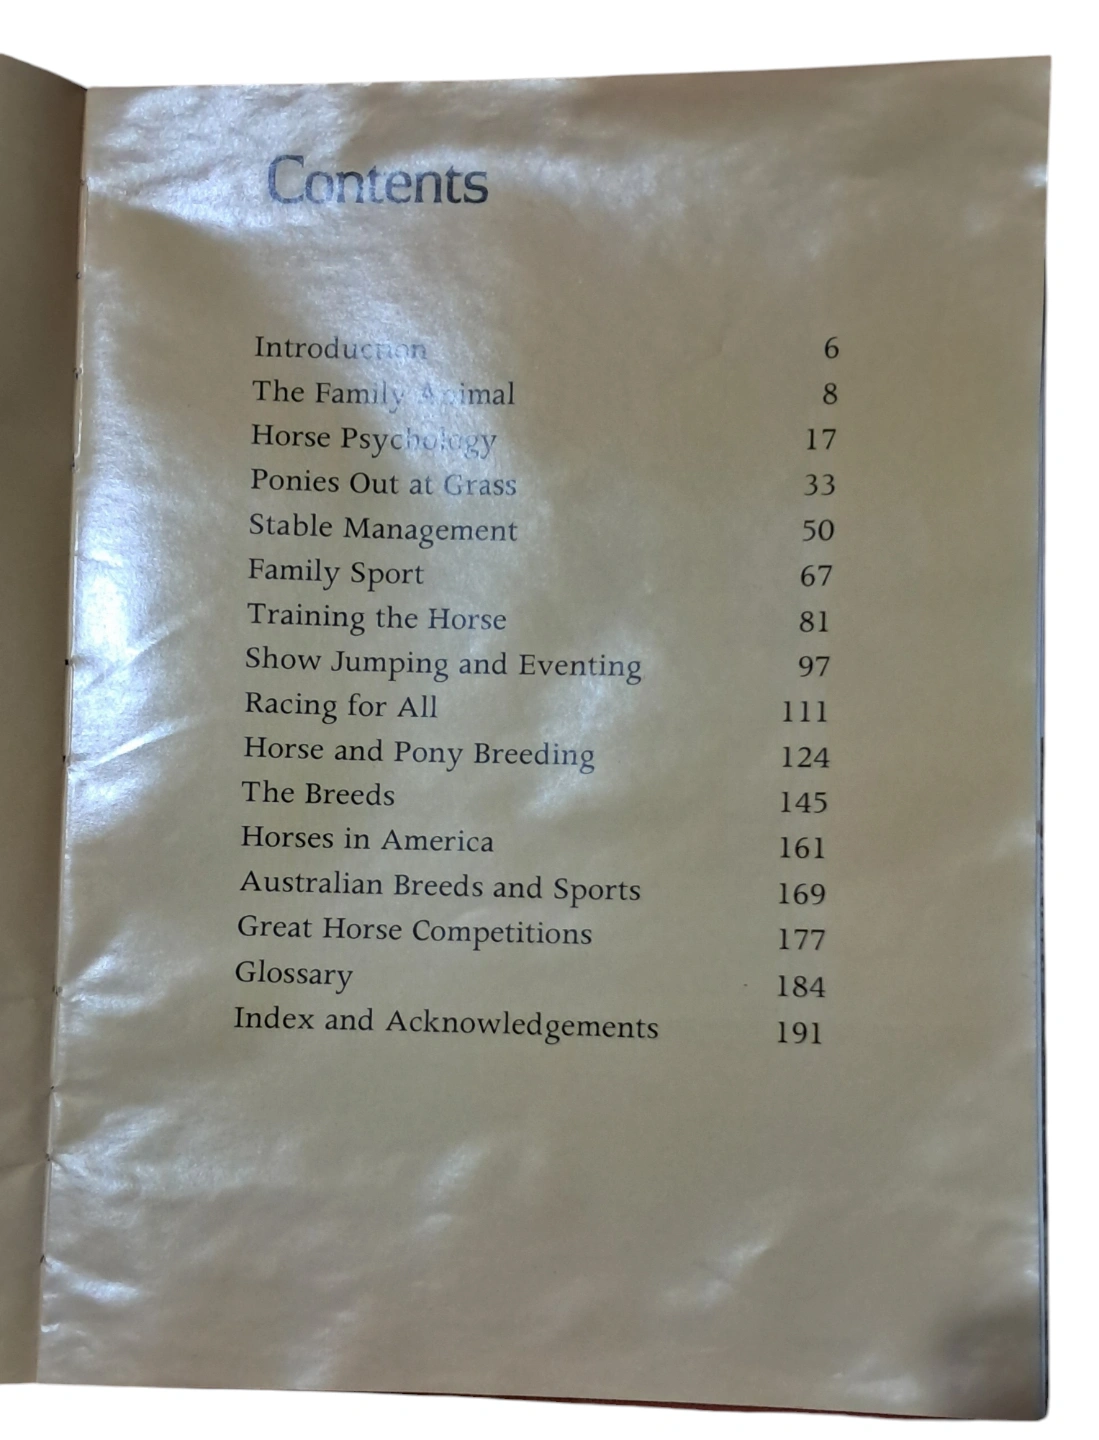 Contents
Introduction 6
The Family Animal 8
Horse Psychology 17
Ponies Out at Grass 33
Stable Management 50
Family Sport 67
Training the Horse 81
Show Jumping and Eventing 97
Racing for All 111
Horse and Pony Breeding 124
The Breeds 145
Horses in America 161
Australian Breeds and Sports 169
Great Horse Competitions 177
Glossary 184
Index and Acknowledgements 191